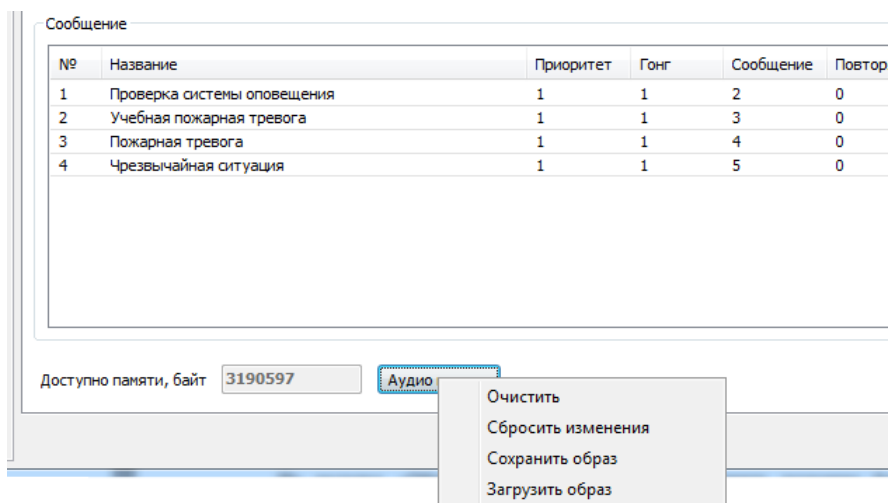 Сообщение
№ Название Приоритет Гонг Сообщение Повтор
1 Проверка системы оповещения 1 1 2 0
2 Учебная пожарная тревога 1 1 3 0
3 Пожарная тревога 1 1 4 0
4 Чрезвычайная ситуация 1 1 5 0
Доступно памяти, байт 3190597 Аудио
Очистить
Сбросить изменения
Сохранить образ
Загрузить образ